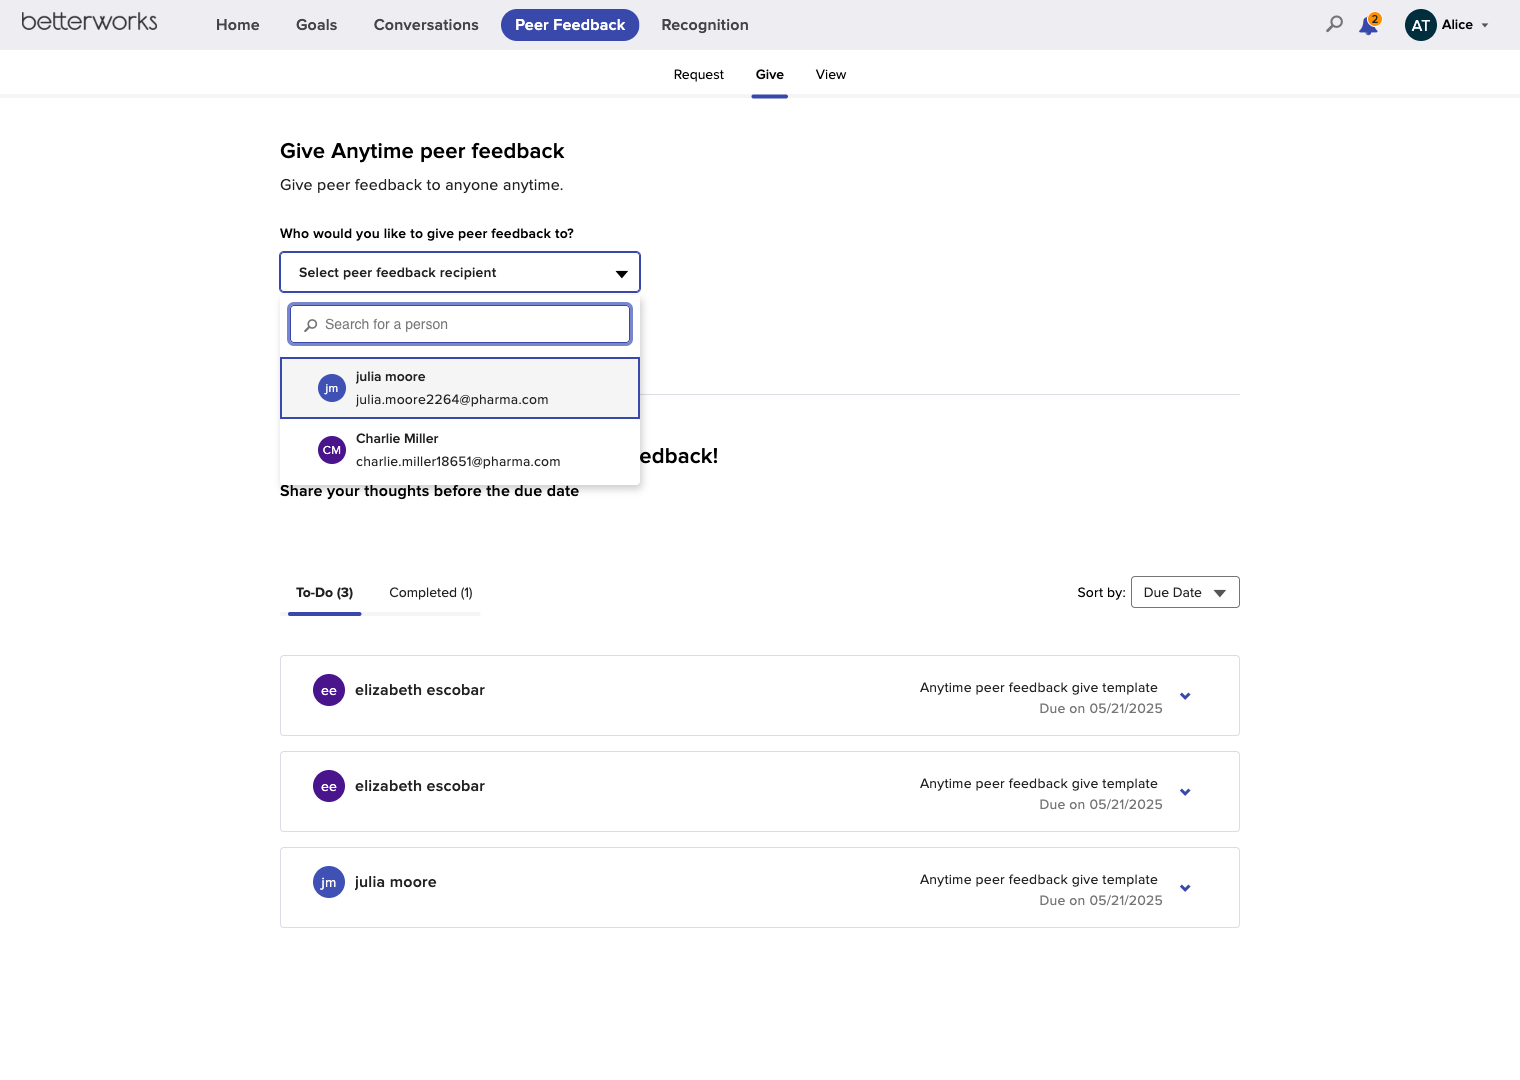 betterworks
Home
Goals
Conversations
Peer Feedback
Recognition
2
AT
Alice
Request
Give
View
Give Anytime peer feedback
Give peer feedback to anyone anytime.
Who would you like to give peer feedback to?
Select peer feedback recipient
Search for a person
jm
julia moore
julia.moore2264@pharma.com
CM
Charlie Miller
charlie.miller18651@pharma.com
edback!
Share your thoughts before the due date
To-Do (3)
Completed (1)
Sort by:
Due Date
ee
elizabeth escobar
Anytime peer feedback give template
Due on 05/21/2025
ee
elizabeth escobar
Anytime peer feedback give template
Due on 05/21/2025
jm
julia moore
Anytime peer feedback give template
Due on 05/21/2025